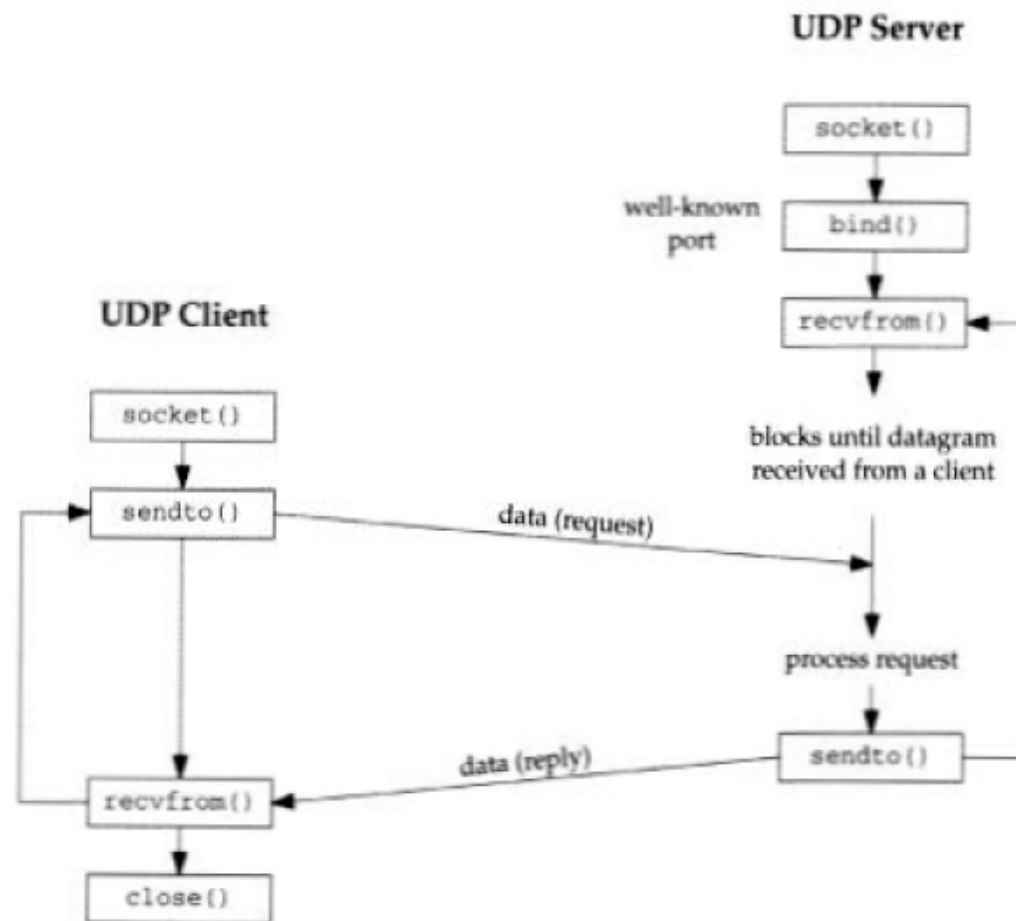 UDP Server
socket()
well-known
port
bind()
UDP Client
recvfrom()
socket()
blocks until datagram
received from a client
sendto()
data (request)
process request
data (reply)
sendto()
recvfrom()
close()